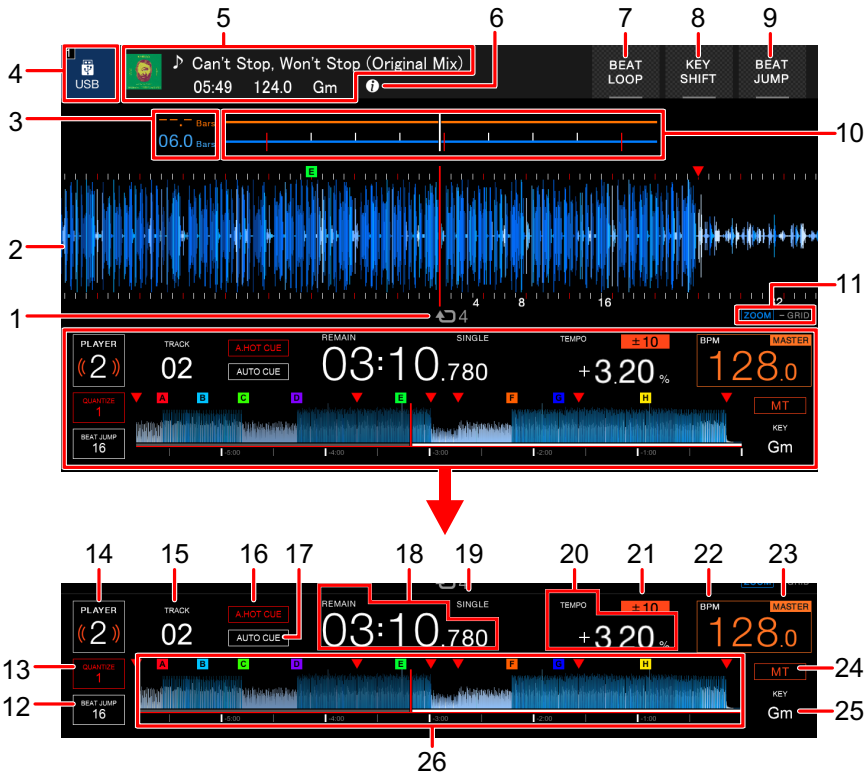 5 6 7 8 9
4 1 USB
♪ Can't Stop, Won't Stop (Original Mix)
05:49 124.0 Gm i
BEAT LOOP
KEY SHIFT
BEAT JUMP
3 --.- Bars
06.0 Bars
10
E
2
11
4 8 16 32
1 4 ZOOM - GRID
PLAYER 2
TRACK 02
A.HOT CUE
AUTO CUE
REMAIN SINGLE
03:10.780
TEMPO ±10
+3.20 %
BPM MASTER
128.0
QUANTIZE 1
A B C D E F G H
MT
BEAT JUMP 16
KEY Gm
-5:00 -4:00 -3:00 -2:00 -1:00
14 15 16 17 18 19 20 21 22 23
4 ZOOM - GRID
PLAYER 2
TRACK 02
A.HOT CUE
AUTO CUE
REMAIN SINGLE
03:10.780
TEMPO ±10
+3.20 %
BPM MASTER
128.0
13 QUANTIZE 1
A B C D E F G H
MT 24
12 BEAT JUMP 16
KEY Gm 25
-5:00 -4:00 -3:00 -2:00 -1:00
26